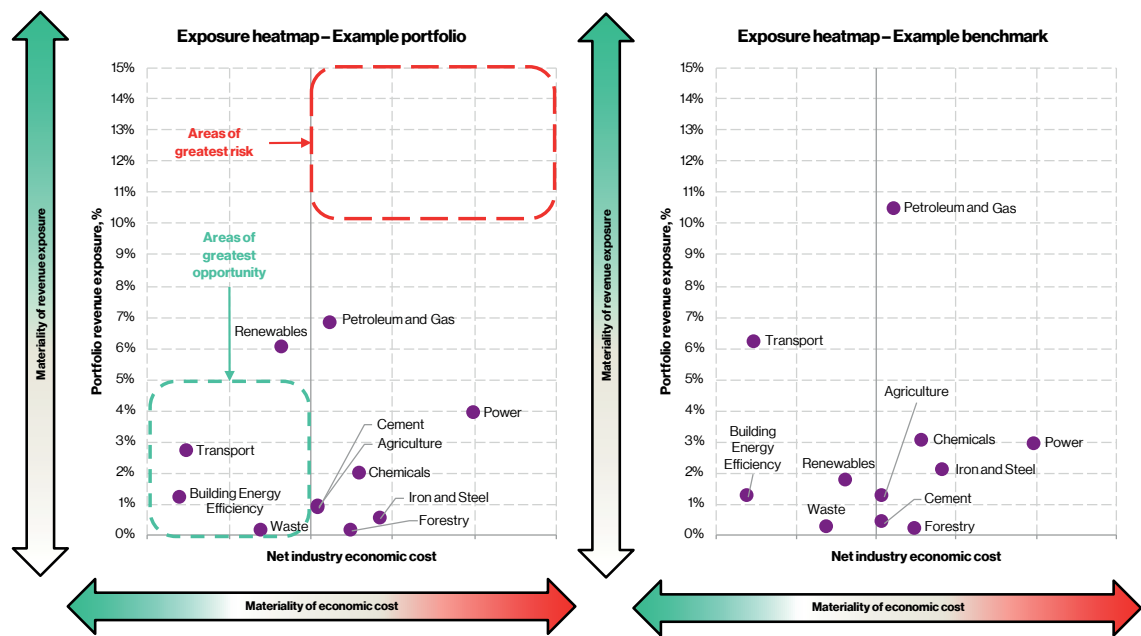 Exposure heatmap – Example portfolio
Materiality of revenue exposure
Portfolio revenue exposure, %
15%
14%
13%
12%
11%
10%
9%
8%
7%
6%
5%
4%
3%
2%
1%
0%
Areas of
greatest risk
Areas of
greatest
opportunity
Renewables
Petroleum and Gas
Power
Cement
Agriculture
Transport
Chemicals
Building Energy
Efficiency
Iron and Steel
Waste
Forestry
Net industry economic cost
Materiality of economic cost
Exposure heatmap – Example benchmark
Materiality of revenue exposure
Portfolio revenue exposure, %
15%
14%
13%
12%
11%
10%
9%
8%
7%
6%
5%
4%
3%
2%
1%
0%
Petroleum and Gas
Transport
Agriculture
Building
Energy
Efficiency
Chemicals
Power
Renewables
Iron and Steel
Cement
Waste
Forestry
Net industry economic cost
Materiality of economic cost